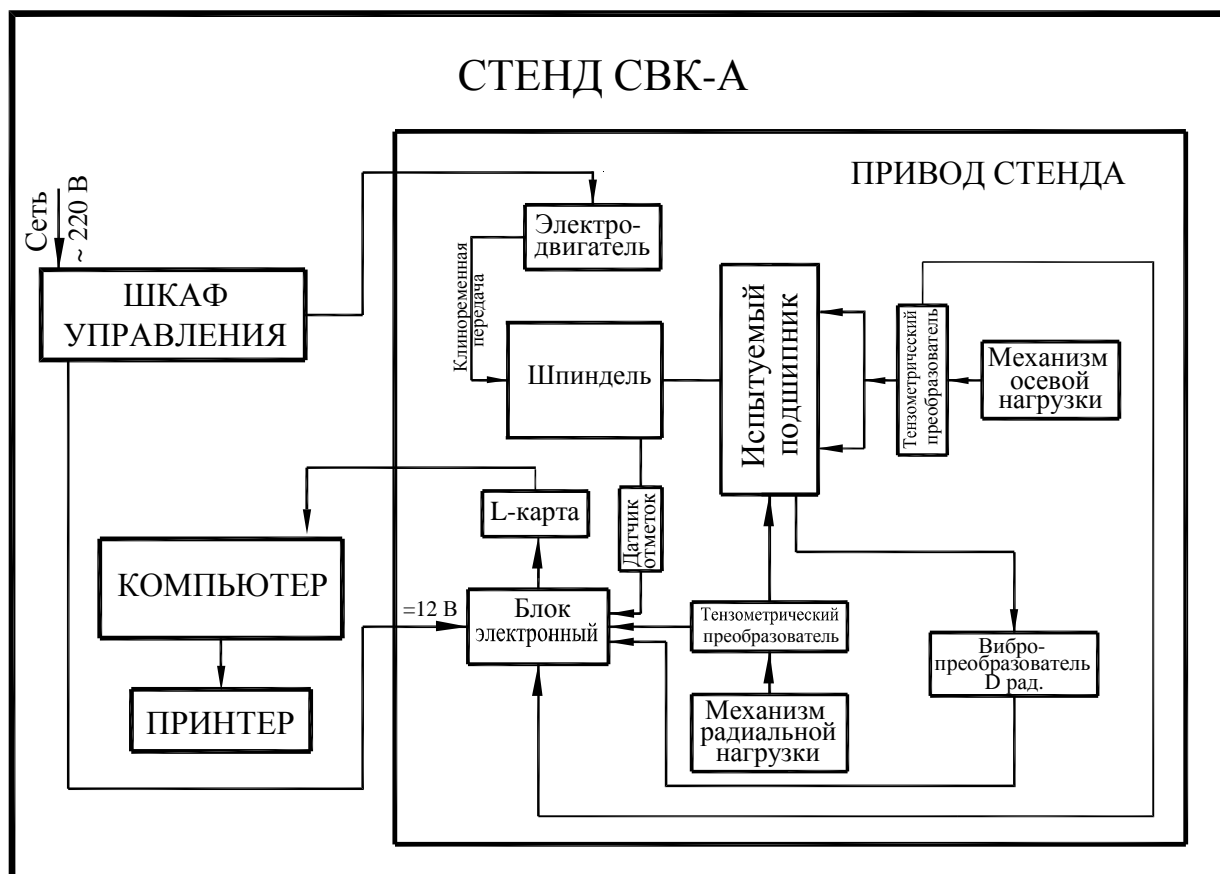 СТЕНД СВК-А
ПРИВОД СТЕНДА
Сеть
~ 220 В
ШКАФ
УПРАВЛЕНИЯ
Электро-
двигатель
Клиноременная
передача
Шпиндель
Испытуемый
подшипник
Тензометрический
преобразователь
Механизм
осевой
нагрузки
L-карта
Датчик
отметок
КОМПЬЮТЕР
=12 В
Блок
электронный
Тензометрический
преобразователь
Вибро-
преобразователь
D рад.
ПРИНТЕР
Механизм
радиальной
нагрузки